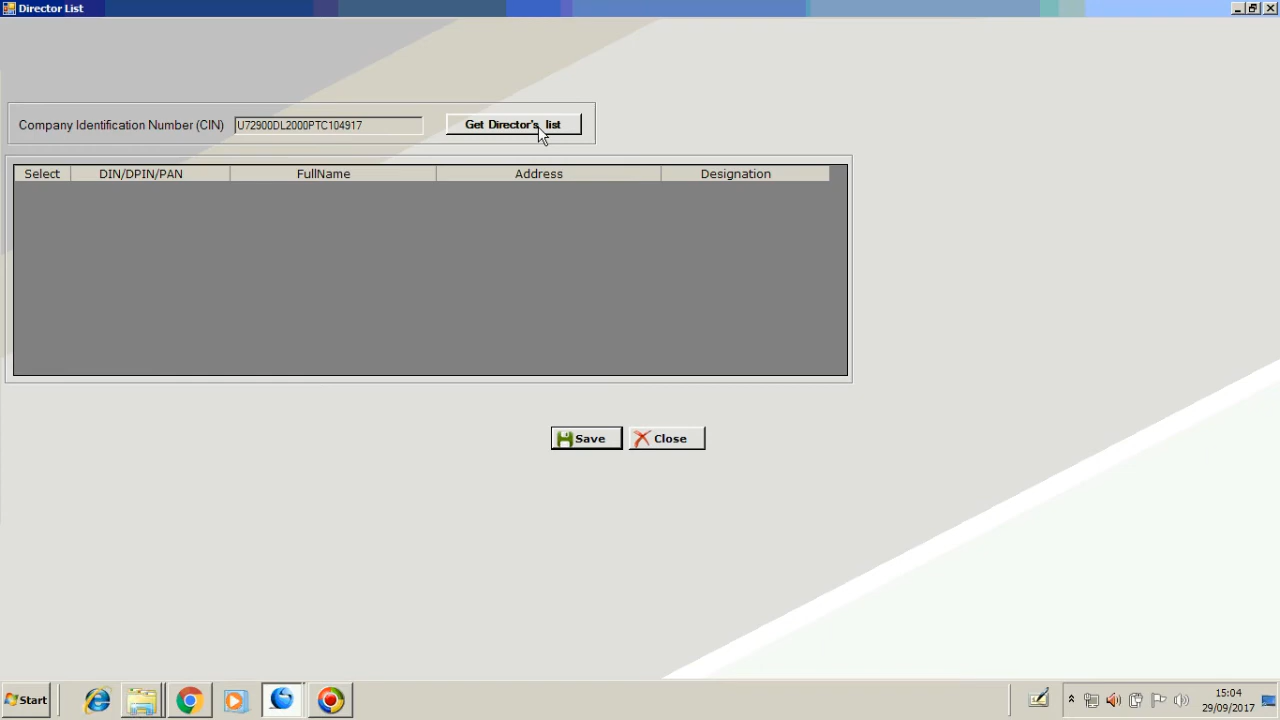 Director List
Company Identification Number (CIN) U72900DL2000PTC104917 Get Director's list
Select DIN/DPIN/PAN FullName Address Designation
Save Close
Start
15:04
29/09/2017